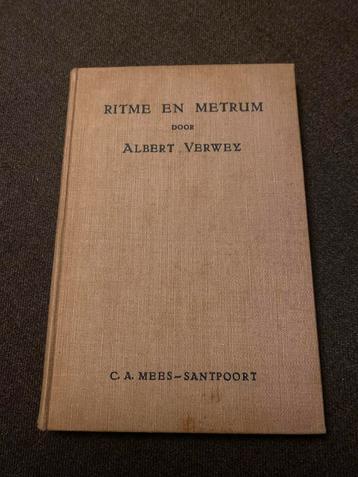 RITME EN METRUM
DOOR
ALBERT VERWEY
C. A. MEES-SANTPOORT